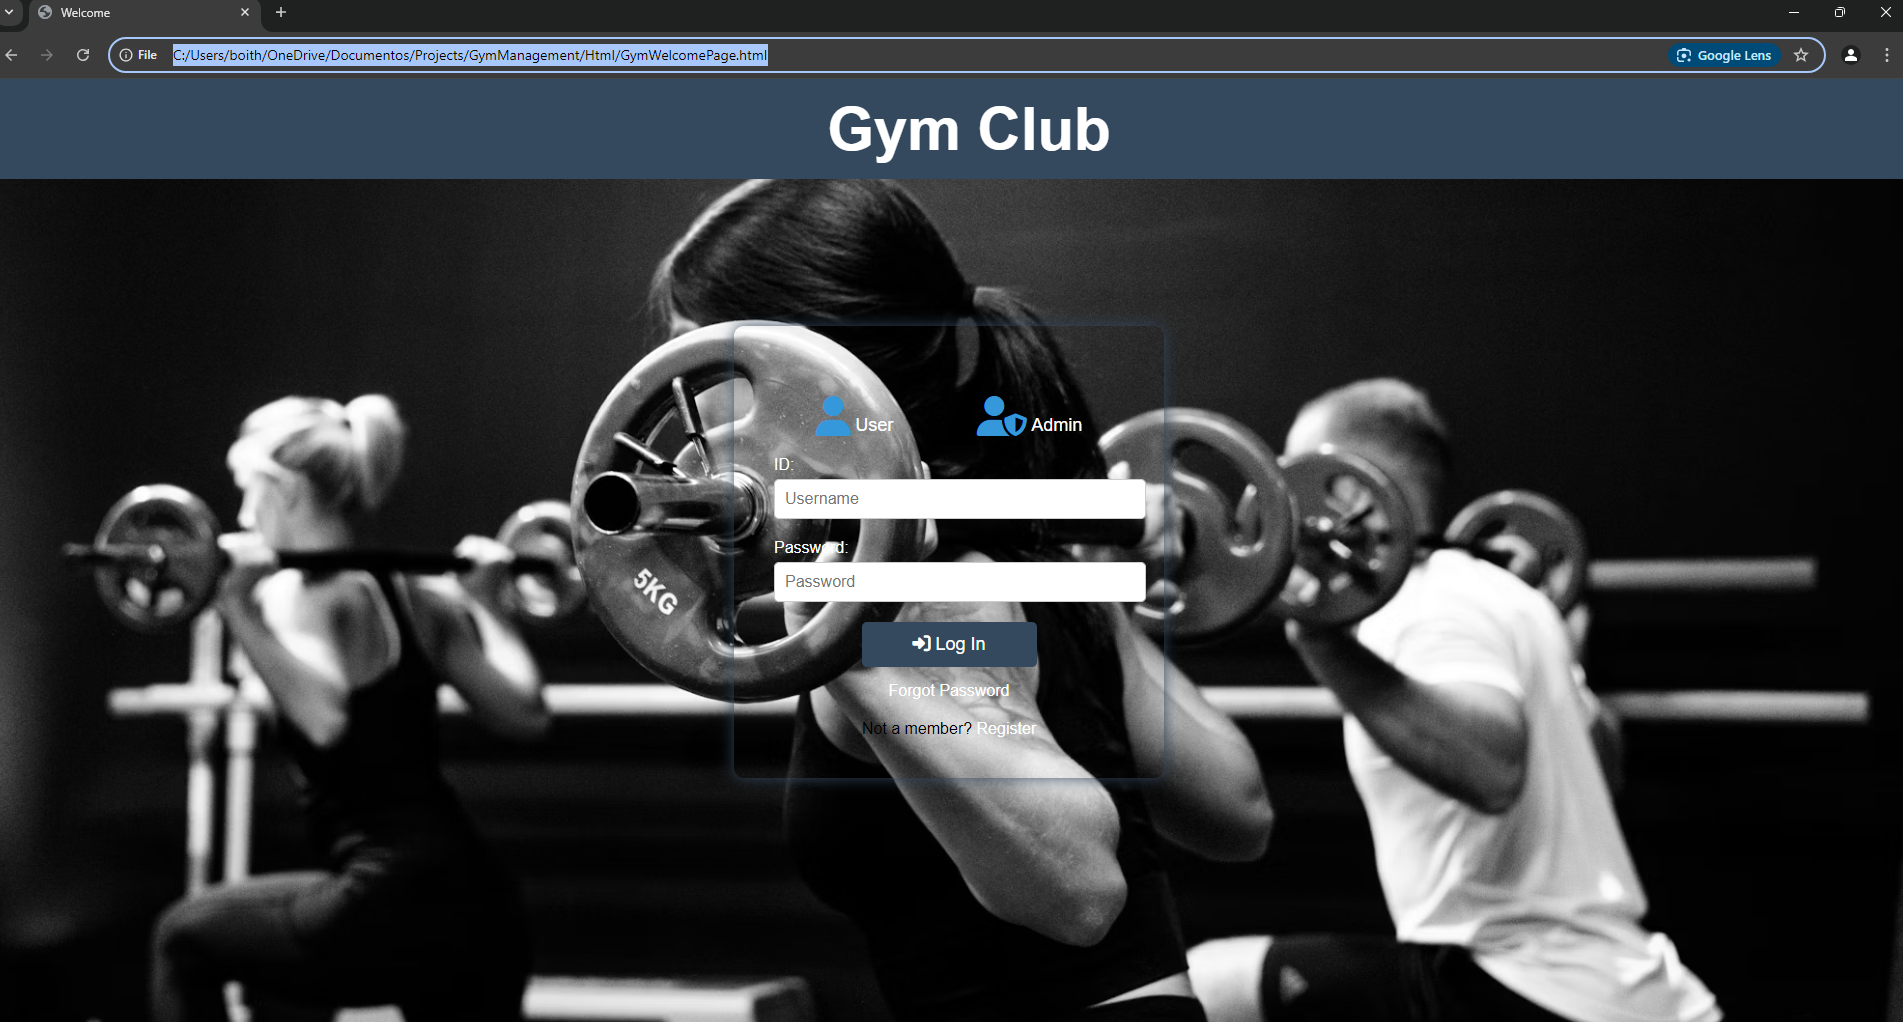 Welcome
File
C:/Users/boith/OneDrive/Documentos/Projects/GymManagement/Html/GymWelcomePage.html
Google Lens
Gym Club
User
Admin
ID:
Username
Password:
Password
5KG
Log In
Forgot Password
Not a member? Register